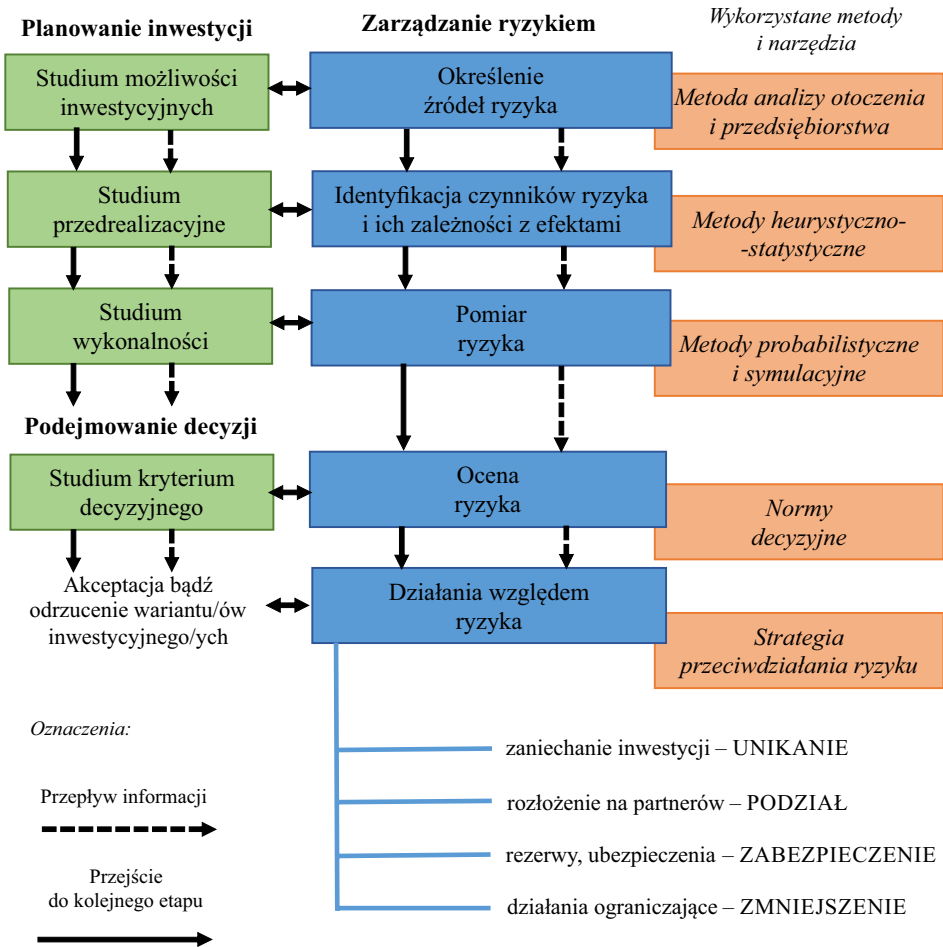 Planowanie inwestycji
Zarządzanie ryzykiem
Wykorzystane metody
i narzędzia
Studium możliwości
inwestycyjnych
Określenie
źródeł ryzyka
Metoda analizy otoczenia
i przedsiębiorstwa
Studium
przedrealizacyjne
Identyfikacja czynników ryzyka
i ich zależności z efektami
Metody heurystyczno-
-statystyczne
Studium
wykonalności
Pomiar
ryzyka
Metody probabilistyczne
i symulacyjne
Podejmowanie decyzji
Studium kryterium
decyzyjnego
Ocena
ryzyka
Normy
decyzyjne
Akceptacja bądź
odrzucenie wariantu/ów
inwestycyjnego/ych
Działania względem
ryzyka
Strategia
przeciwdziałania ryzyku
Oznaczenia:
Przepływ informacji
Przejście
do kolejnego etapu
zaniechanie inwestycji – UNIKANIE
rozłożenie na partnerów – PODZIAŁ
rezerwy, ubezpieczenia – ZABEZPIECZENIE
działania ograniczające – ZMNIEJSZENIE